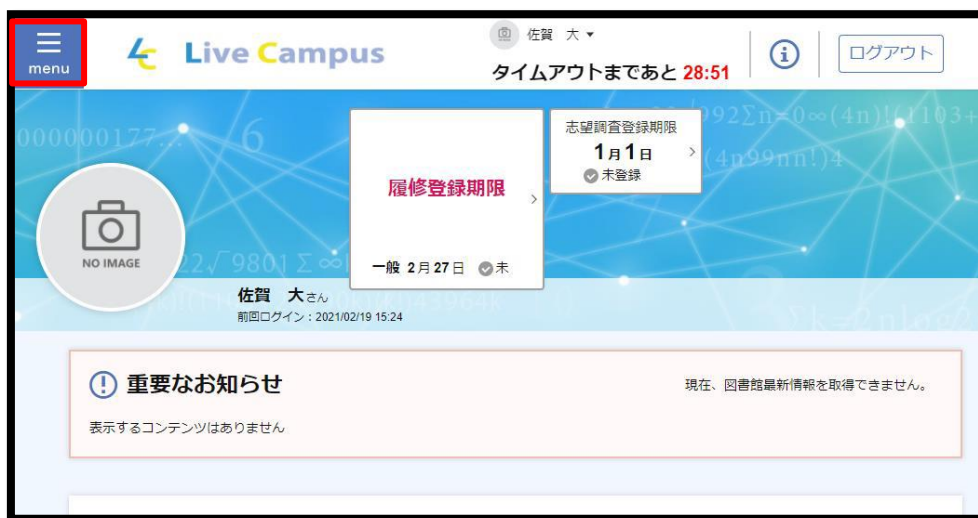 menu
Live Campus
佐賀 大
タイムアウトまであと 28:51
ログアウト
履修登録期限
一般 2月27日 未
志望調査登録期限
1月1日
未登録
NO IMAGE
佐賀 大さん
前回ログイン:2021/02/19 15:24
重要なお知らせ
現在、図書館最新情報を取得できません。
表示するコンテンツはありません